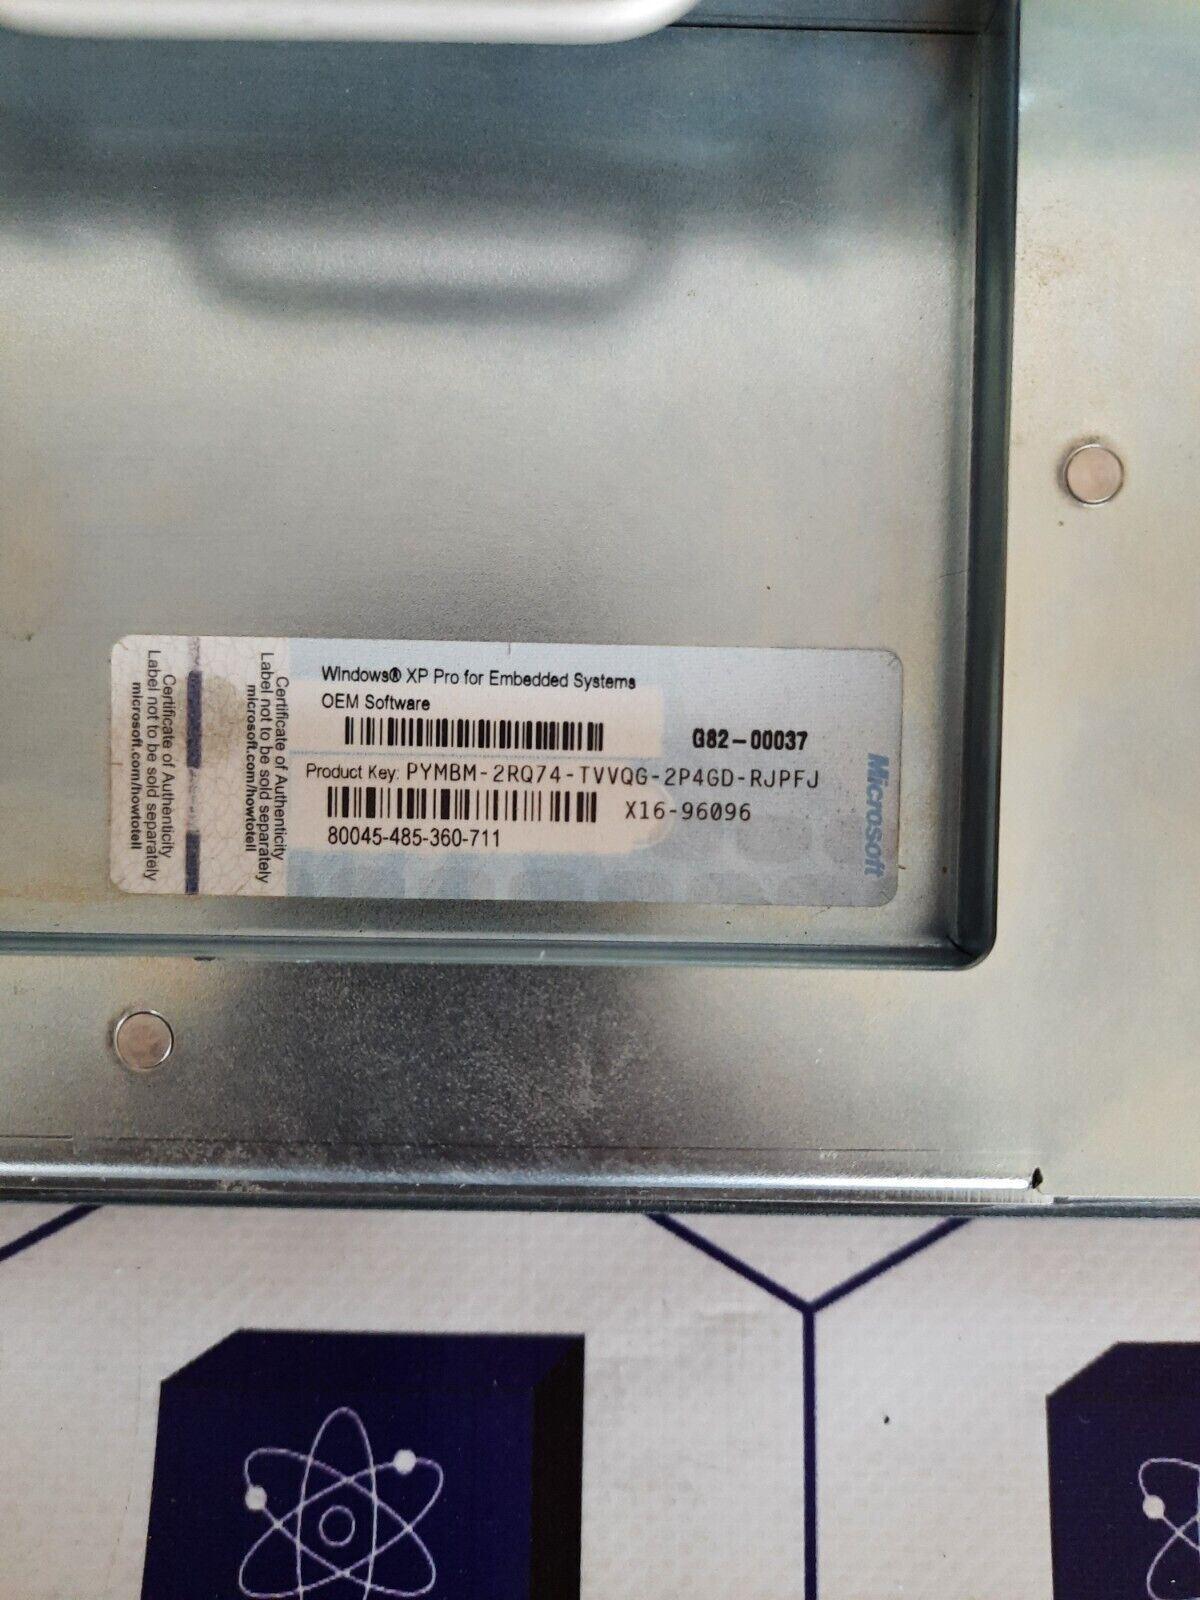 Certificate of Authenticity
Label not to be sold separately
microsoft.com/howtotell
Certificate of Authenticity
Label not to be sold separately
microsoft.com/howtotell
Windows® XP Pro for Embedded Systems
OEM Software
G82-00037
Product Key: PYMBM-2RQ74-TVVQG-2P4GD-RJPFJ
X16-96096
80045-485-360-711
Microsoft